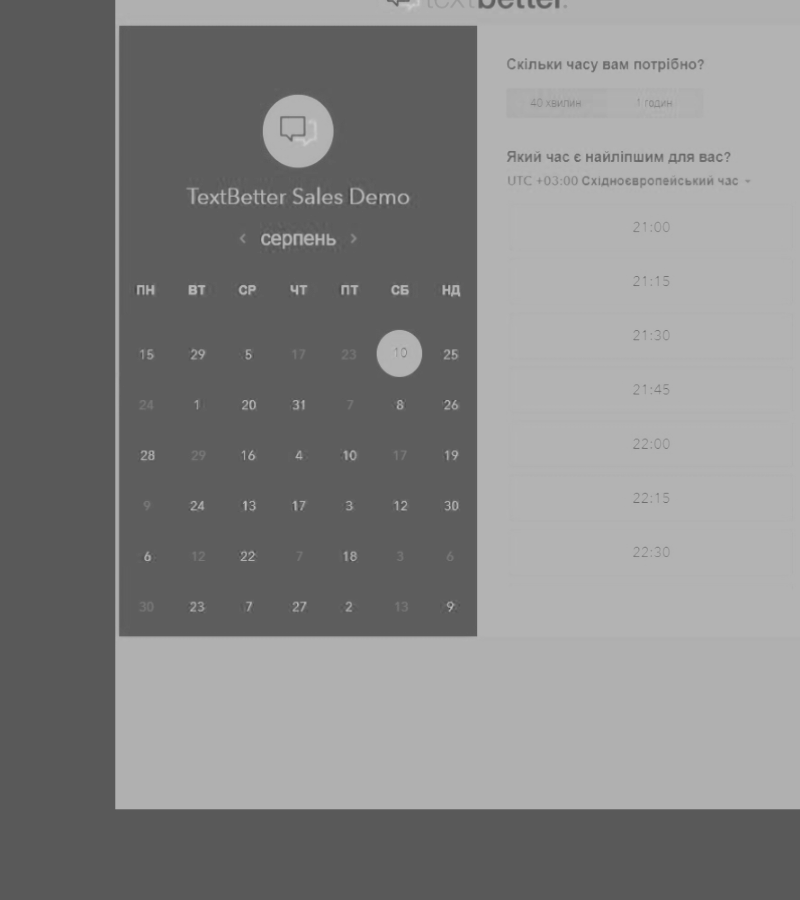 textbetter.
TextBetter Sales Demo
‹ серпень ›
ПН ВТ СР ЧТ ПТ СБ НД
15 29 5 17 23 10 25
24 1 20 31 7 8 26
28 29 16 4 10 17 19
9 24 13 17 3 12 30
6 12 22 7 18 3 6
30 23 7 27 2 13 9
Скільки часу вам потрібно?
40 хвилин 1 годин
Який час є найліпшим для вас?
UTC +03:00 Східноєвропейський час
21:00
21:15
21:30
21:45
22:00
22:15
22:30